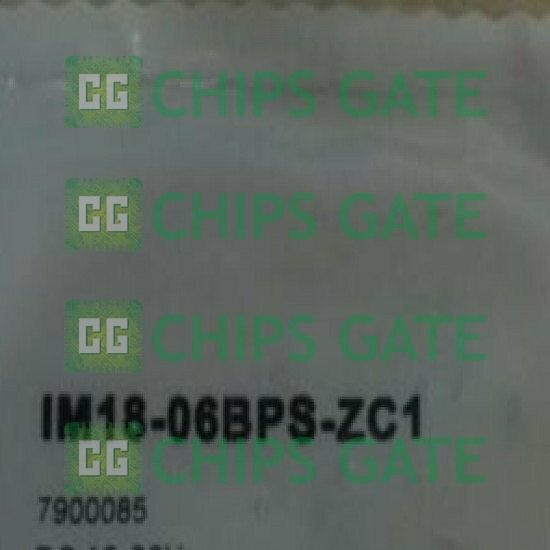 CG CHIPS GATE
CG CHIPS GATE
CG CHIPS GATE
IM18-06BPS-ZC1
CG CHIPS GATE
7900085